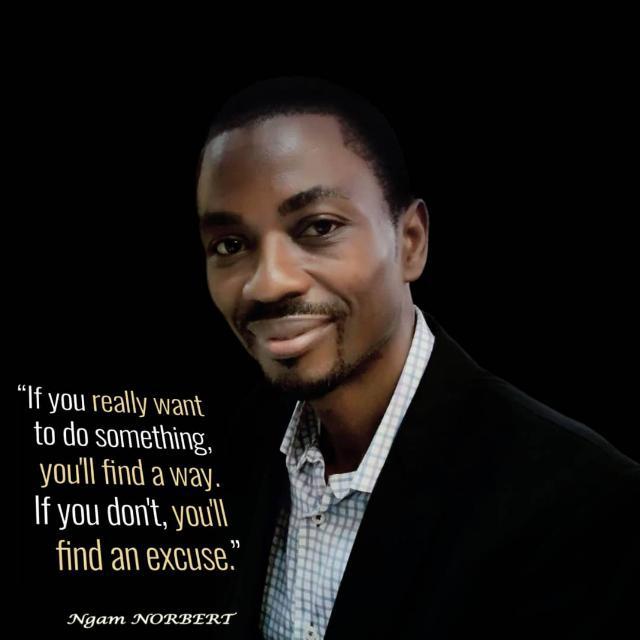 “If you really want
to do something,
you'll find a way.
If you don't, you'll
find an excuse.”
Ngam NORBERT